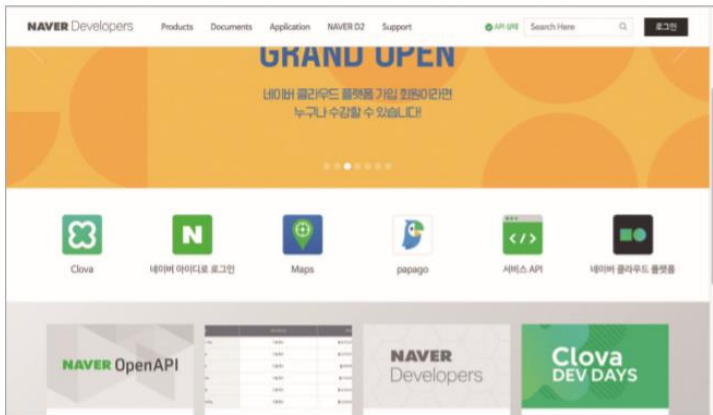 NAVER Developers
Products
Documents
Application
NAVER D2
Support
API 상태
Search Here
로그인
GRAND OPEN
네이버 클라우드 플랫폼 가입 회원이라면
누구나 수강할 수 있습니다!
N
Clova
네이버 아이디로 로그인
Maps
papago
서비스 API
네이버 클라우드 플랫폼
NAVER OpenAPI
NAVER
Developers
Clova
DEV DAYS